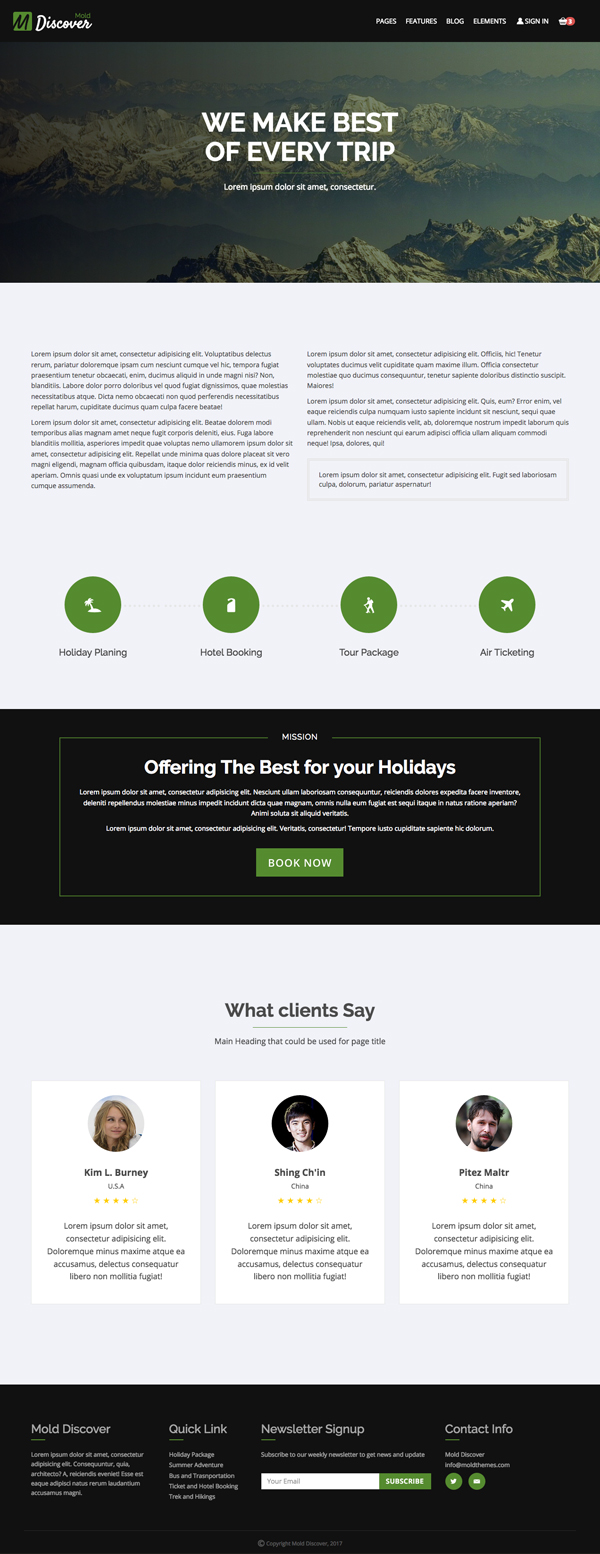 M Discover Mold
PAGES FEATURES BLOG ELEMENTS SIGN IN 3
WE MAKE BEST
OF EVERY TRIP
Lorem ipsum dolor sit amet, consectetur.
Lorem ipsum dolor sit amet, consectetur adipisicing elit. Voluptatibus delectus
rerum, pariatur doloremque ipsam cum nesciunt cumque vel hic, tempora fugiat
praesentium tenetur obcaecati, enim, ducimus aliquid in unde magni nisi? Non,
blanditiis. Labore dolor porro doloribus vel quod fugiat dignissimos, quae molestias
necessitatibus atque. Dicta nemo obcaecati non quod perferendis necessitatibus
repellat harum, cupiditate ducimus quam culpa facere beatae!
Lorem ipsum dolor sit amet, consectetur adipisicing elit. Beatae dolorem modi
temporibus alias magnam amet neque fugit corporis deleniti, eius. Fuga labore
blanditiis mollitia, asperiores impedit quae voluptas nemo ullamorem ipsum dolor sit
amet, consectetur adipisicing elit. Repellat unde minima quas dolore placeat sit vero
magni eligendi, magnam officia quibusdam, itaque dolor reiciendis minus, ex id velit
aperiam. Omnis quasi unde ex voluptatum ipsum incidunt eum praesentium
cumque assumenda.
Lorem ipsum dolor sit amet, consectetur adipisicing elit. Officiis, hic! Tenetur
voluptates ducimus velit cupiditate quam maxime illum. Officia consectetur
molestiae quo ducimus consequuntur, tenetur sapiente doloribus distinctio suscipit.
Maiores!
Lorem ipsum dolor sit amet, consectetur adipisicing elit. Quis, eum? Error enim, vel
eaque reiciendis culpa numquam iusto sapiente incidunt sit nesciunt, sequi quae
ullam. Nobis ut eaque reiciendis velit, ab, doloremque nostrum impedit laborum quis
reprehenderit non nesciunt qui earum adipisci officia ullam aliquam commodi
neque! Ipsa, dolores, qui!
Lorem ipsum dolor sit amet, consectetur adipisicing elit. Fugit sed laboriosam
culpa, dolorum, pariatur aspernatur!
Holiday Planing
Hotel Booking
Tour Package
Air Ticketing
MISSION
Offering The Best for your Holidays
Lorem ipsum dolor sit amet, consectetur adipisicing elit. Nesciunt ullam laboriosam consequuntur, reiciendis dolores expedita facere inventore,
deleniti repellendus molestiae minus impedit incidunt dicta quae magnam, omnis nulla eum fugiat est sequi itaque in natus ratione aperiam?
Animi soluta sit aliquid veritatis.
Lorem ipsum dolor sit amet, consectetur adipisicing elit. Veritatis, consectetur! Tempore iusto cupiditate sapiente hic dolorum.
BOOK NOW
What clients Say
Main Heading that could be used for page title
Kim L. Burney
U.S.A
Lorem ipsum dolor sit amet,
consectetur adipisicing elit.
Doloremque minus maxime atque ea
accusamus, delectus consequatur
libero non mollitia fugiat!
Shing Ch'in
China
Lorem ipsum dolor sit amet,
consectetur adipisicing elit.
Doloremque minus maxime atque ea
accusamus, delectus consequatur
libero non mollitia fugiat!
Pitez Maltr
China
Lorem ipsum dolor sit amet,
consectetur adipisicing elit.
Doloremque minus maxime atque ea
accusamus, delectus consequatur
libero non mollitia fugiat!
Mold Discover
Lorem ipsum dolor sit amet, consectetur
adipisicing elit. Consequuntur, quia,
architecto? A, reiciendis eveniet! Esse est
eaque adipisci natus rerum laudantium
accusamus magni.
Quick Link
Holiday Package
Summer Adventure
Bus and Trasnportation
Ticket and Hotel Booking
Trek and Hikings
Newsletter Signup
Subscribe to our weekly newsletter to get news and update
Your Email SUBSCRIBE
Contact Info
Mold Discover
info@moldthemes.com
© Copyright Mold Discover, 2017